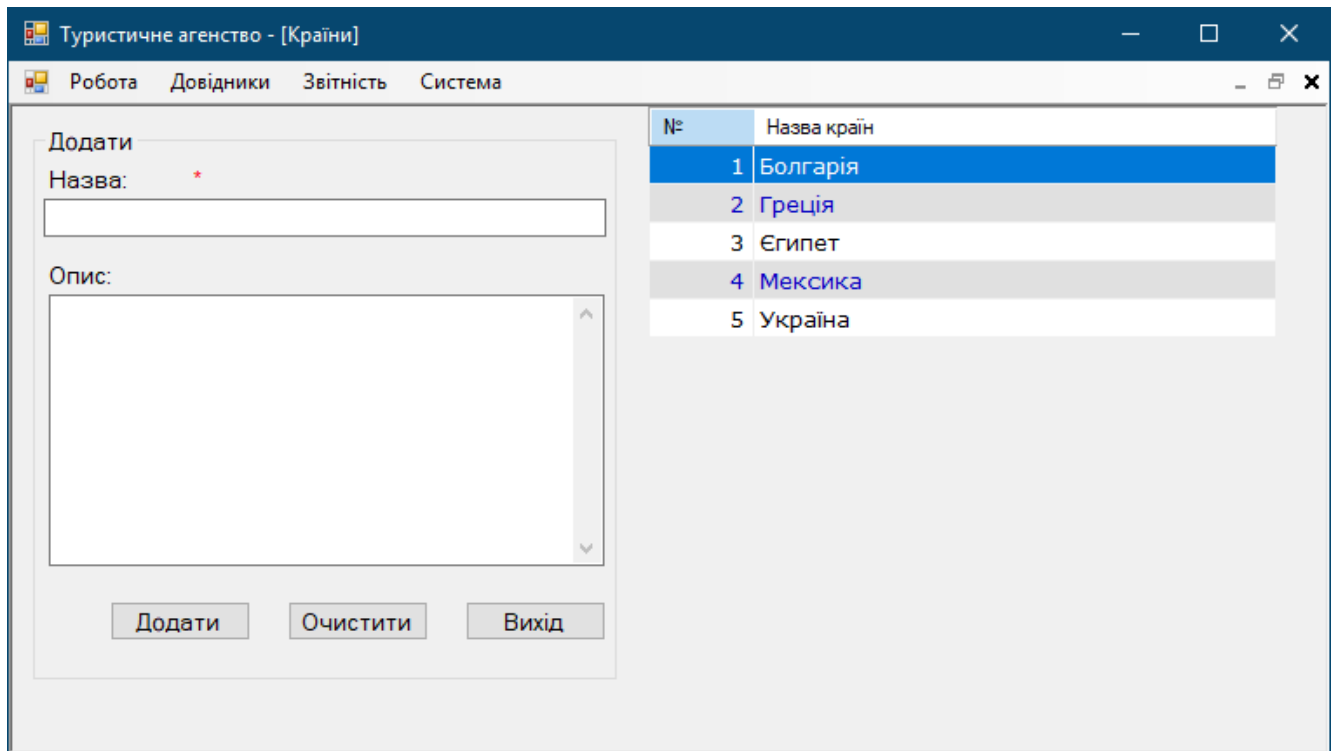 Туристичне агенство - [Країни]
Робота Довідники Звітність Система
Додати
Назва: *
Опис:
Додати Очистити Вихід
№ Назва країн
1 Болгарія
2 Греція
3 Єгипет
4 Мексика
5 Україна